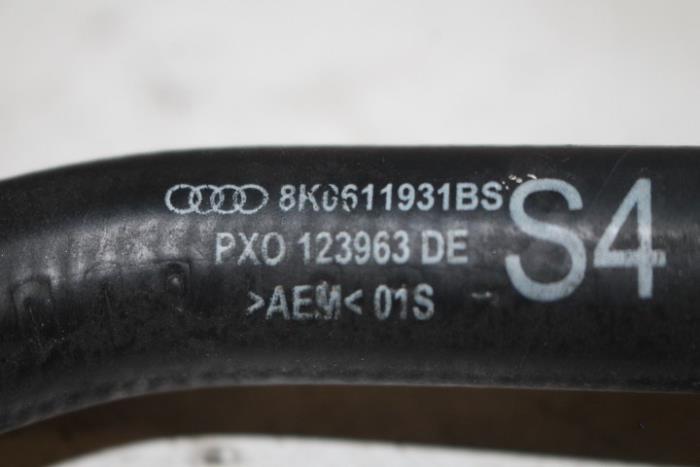 8K0611931BS
PXO 123963 DE
>AEM< 01S
S4